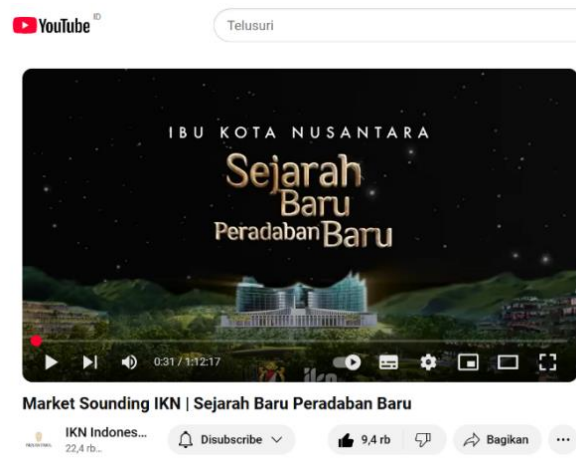 YouTube ID
Telusuri
IBU KOTA NUSANTARA
Sejarah
Baru
Peradaban Baru
0:31 / 1:12:17
ikn
Market Sounding IKN | Sejarah Baru Peradaban Baru
IKN Indones...
22,4 rb...
Disubscribe
9,4 rb
Bagikan